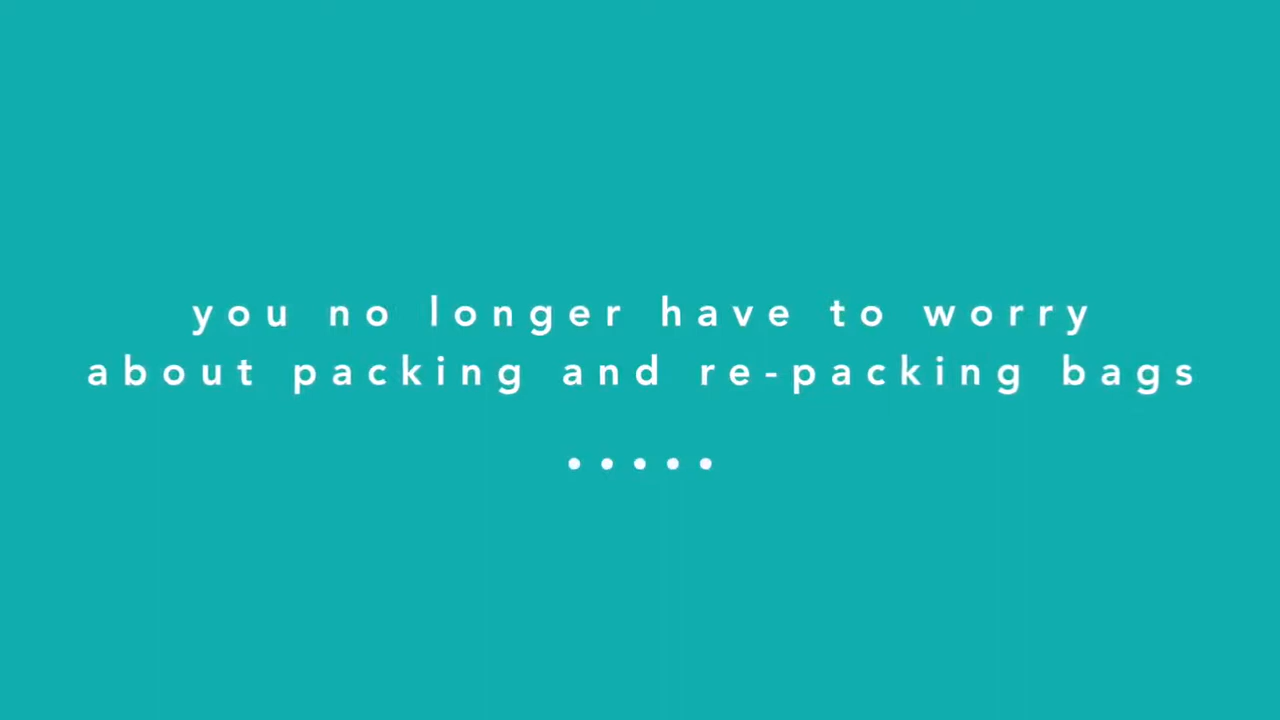 you no longer have to worry
about packing and re-packing bags
•••••